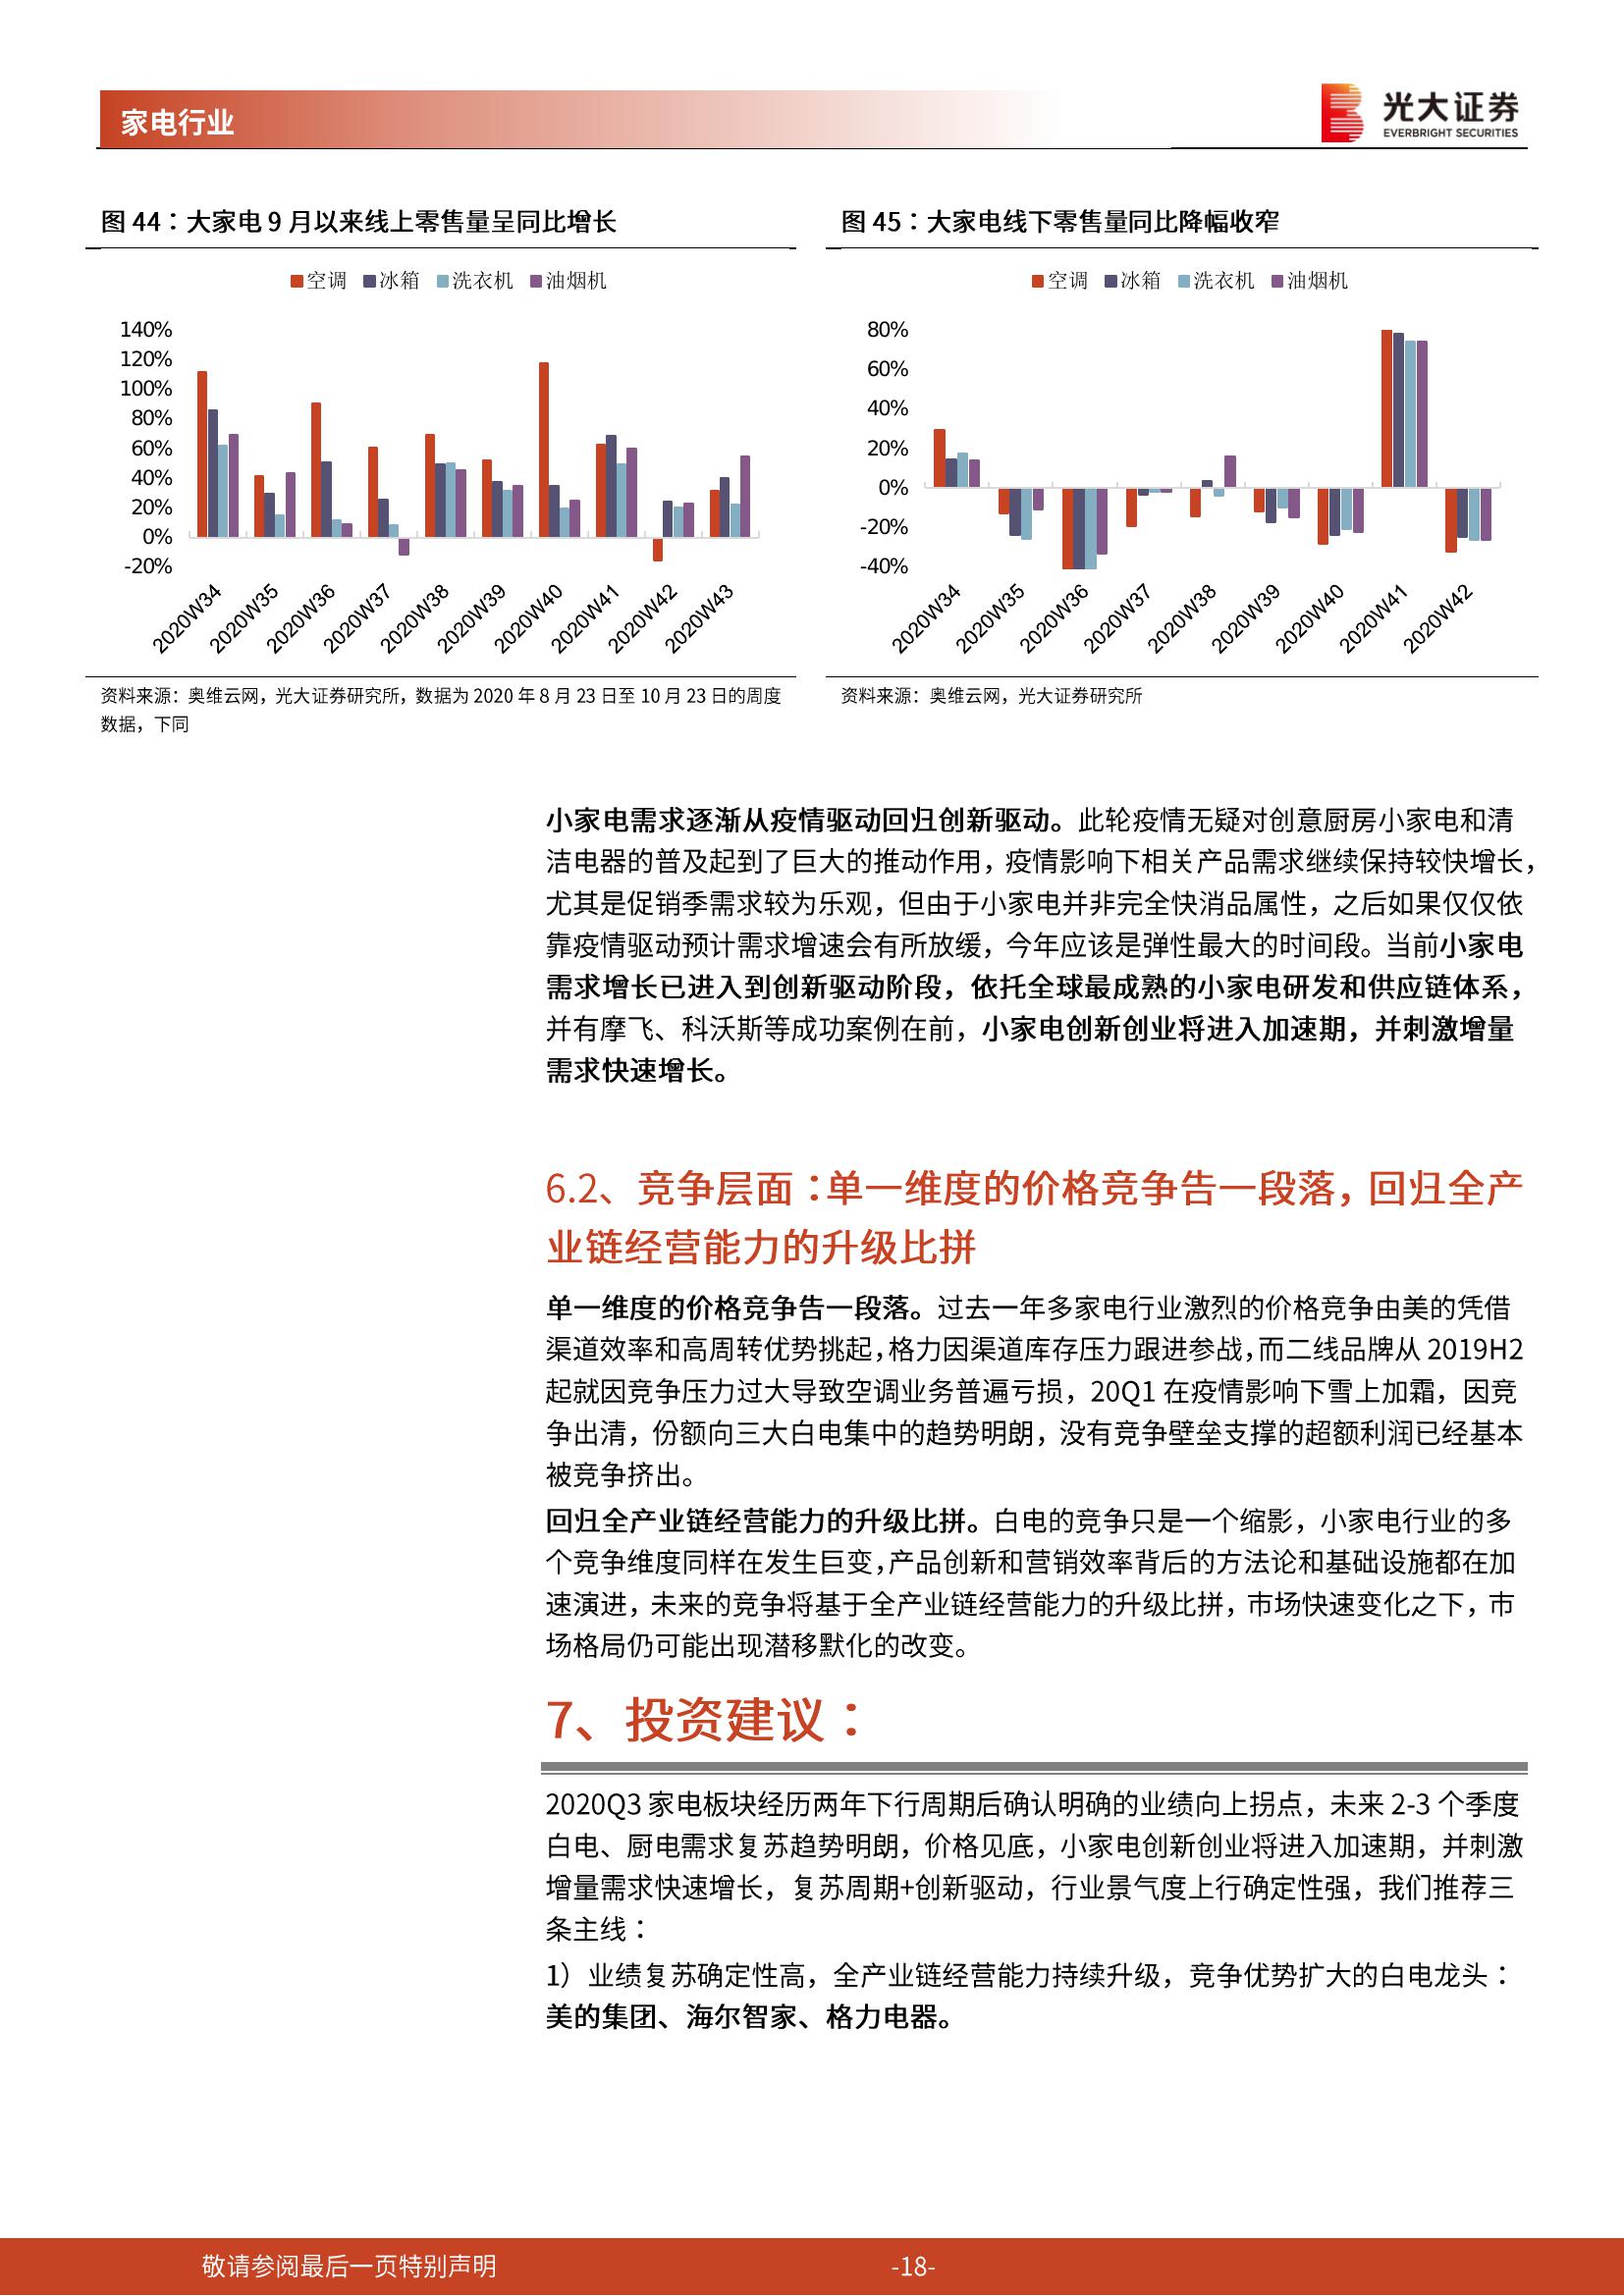 家电行业
光大证券
EVERBRIGHT SECURITIES
图 44：大家电 9 月以来线上零售量呈同比增长
空调 冰箱 洗衣机 油烟机
140%
120%
100%
80%
60%
40%
20%
0%
-20%
2020W34 2020W35 2020W36 2020W37 2020W38 2020W39 2020W40 2020W41 2020W42 2020W43
资料来源：奥维云网，光大证券研究所，数据为 2020 年 8 月 23 日至 10 月 23 日的周度
数据，下同
图 45：大家电线下零售量同比降幅收窄
空调 冰箱 洗衣机 油烟机
80%
60%
40%
20%
0%
-20%
-40%
2020W34 2020W35 2020W36 2020W37 2020W38 2020W39 2020W40 2020W41 2020W42
资料来源：奥维云网，光大证券研究所
小家电需求逐渐从疫情驱动回归创新驱动。此轮疫情无疑对创意厨房小家电和清
洁电器的普及起到了巨大的推动作用，疫情影响下相关产品需求继续保持较快增长，
尤其是促销季需求较为乐观，但由于小家电并非完全快消品属性，之后如果仅仅依
靠疫情驱动预计需求增速会有所放缓，今年应该是弹性最大的时间段。当前小家电
需求增长已进入到创新驱动阶段，依托全球最成熟的小家电研发和供应链体系，
并有摩飞、科沃斯等成功案例在前，小家电创新创业将进入加速期，并刺激增量
需求快速增长。
6.2、竞争层面：单一维度的价格竞争告一段落，回归全产
业链经营能力的升级比拼
单一维度的价格竞争告一段落。过去一年多家电行业激烈的价格竞争由美的凭借
渠道效率和高周转优势挑起，格力因渠道库存压力跟进参战，而二线品牌从 2019H2
起就因竞争压力过大导致空调业务普遍亏损，20Q1 在疫情影响下雪上加霜，因竞
争出清，份额向三大白电集中的趋势明朗，没有竞争壁垒支撑的超额利润已经基本
被竞争挤出。
回归全产业链经营能力的升级比拼。白电的竞争只是一个缩影，小家电行业的多
个竞争维度同样在发生巨变，产品创新和营销效率背后的方法论和基础设施都在加
速演进，未来的竞争将基于全产业链经营能力的升级比拼，市场快速变化之下，市
场格局仍可能出现潜移默化的改变。
7、投资建议：
2020Q3 家电板块经历两年下行周期后确认明确的业绩向上拐点，未来 2-3 个季度
白电、厨电需求复苏趋势明朗，价格见底，小家电创新创业将进入加速期，并刺激
增量需求快速增长，复苏周期+创新驱动，行业景气度上行确定性强，我们推荐三
条主线：
1）业绩复苏确定性高，全产业链经营能力持续升级，竞争优势扩大的白电龙头：
美的集团、海尔智家、格力电器。
敬请参阅最后一页特别声明
-18-